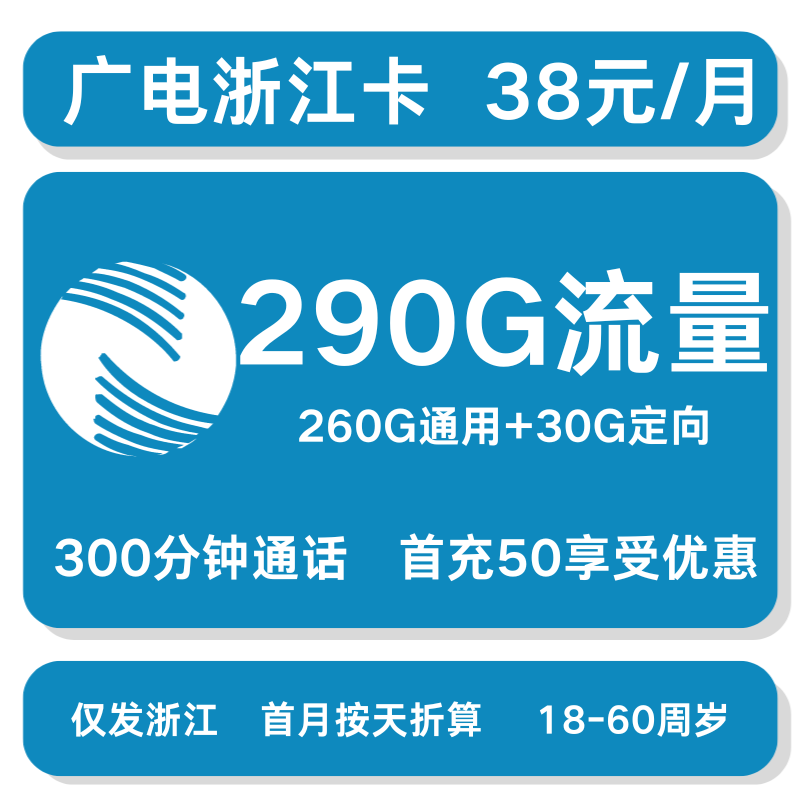 广电浙江卡 38元/月
290G流量
260G通用+30G定向
300分钟通话 首充50享受优惠
仅发浙江 首月按天折算 18-60周岁